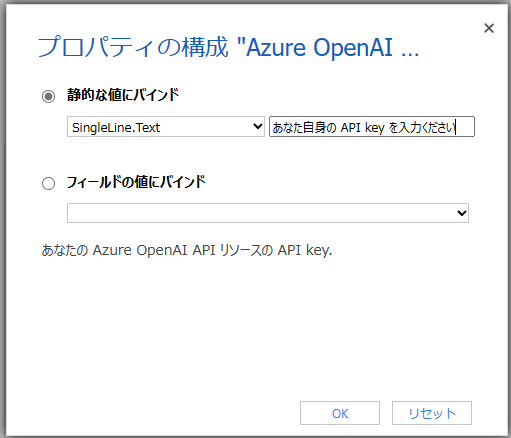 プロパティの構成 "Azure OpenAI ...
静的な値にバインド
SingleLine.Text あなた自身の API key を入力ください
フィールドの値にバインド
あなたの Azure OpenAI API リソースの API key.
OK リセット